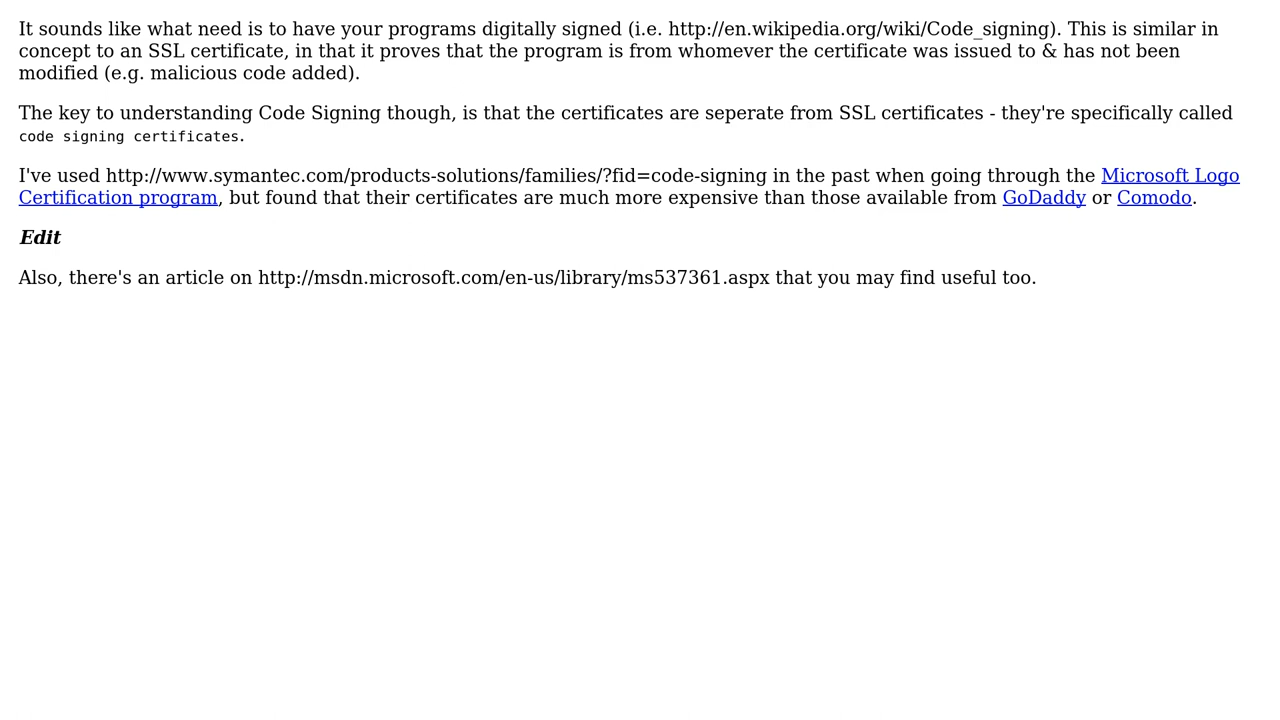 It sounds like what need is to have your programs digitally signed (i.e. http://en.wikipedia.org/wiki/Code_signing). This is similar in
concept to an SSL certificate, in that it proves that the program is from whomever the certificate was issued to & has not been
modified (e.g. malicious code added).
The key to understanding Code Signing though, is that the certificates are seperate from SSL certificates - they're specifically called
code signing certificates.
I've used http://www.symantec.com/products-solutions/families/?fid=code-signing in the past when going through the Microsoft Logo
Certification program, but found that their certificates are much more expensive than those available from GoDaddy or Comodo.
Edit
Also, there's an article on http://msdn.microsoft.com/en-us/library/ms537361.aspx that you may find useful too.